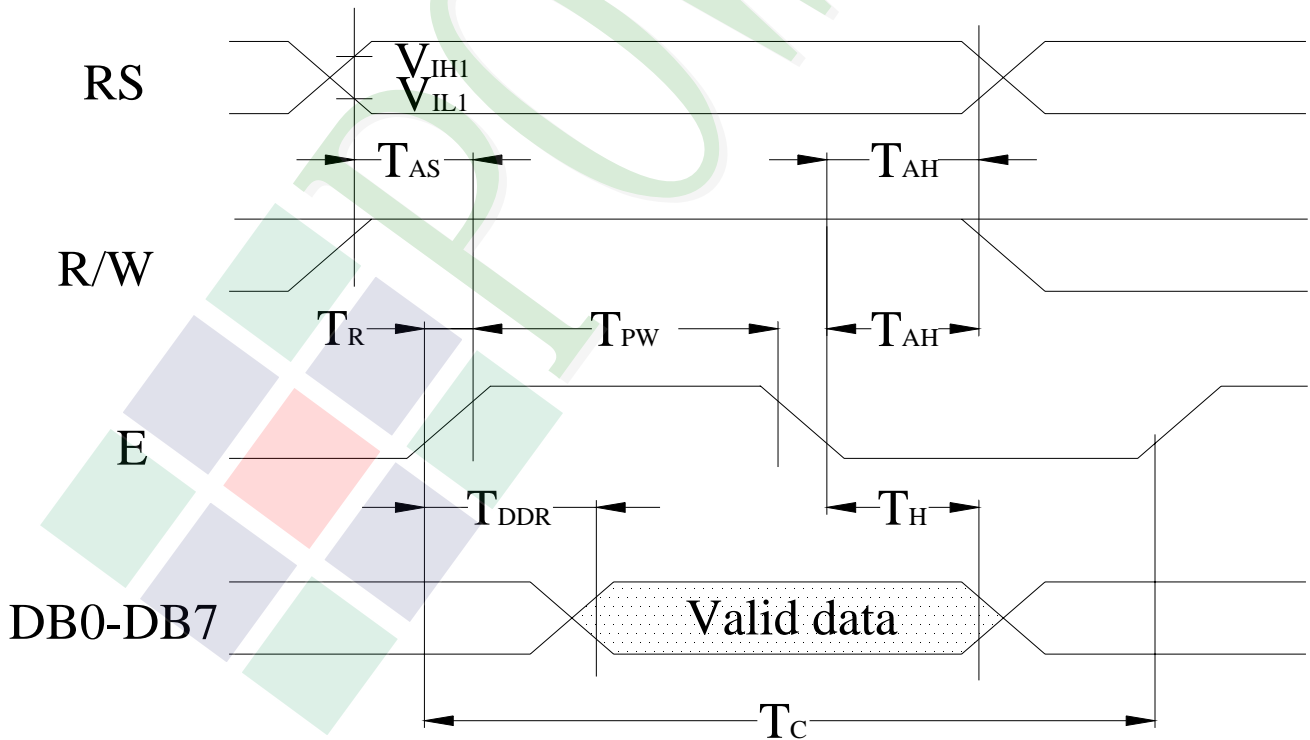 RS
VIH1
VIL1
TAS
TAH
R/W
TR
TPW
TAH
E
TDDR
TH
DB0-DB7
Valid data
TC